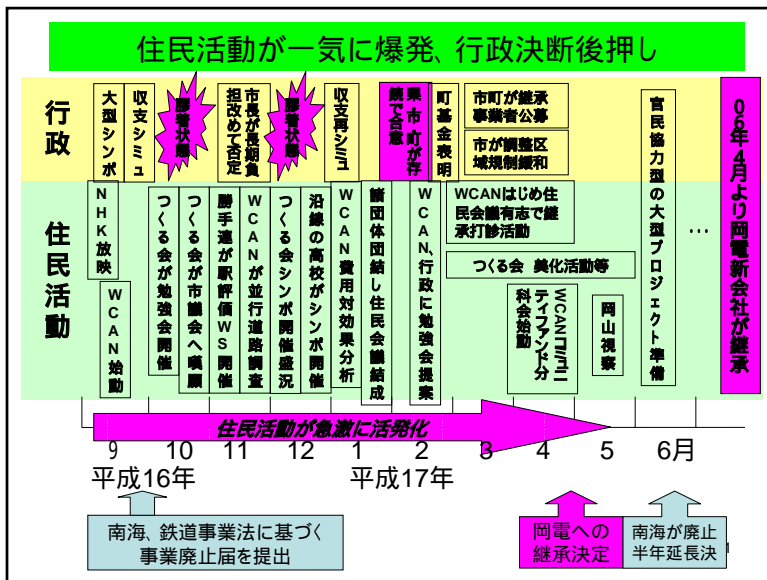 住民活動が一気に爆発、行政決断後押し
行政
大型シンポ
収支シミュ
膠着状態
市長が長期負
担改めて否定
膠着状態
収支再シミュ
県・市・町が存
続で合意
町基金表明
市町が継承
事業者公募
市が調整区
域規制緩和
官民協力型の大型プロジェクト準備
…
06年4月より岡電新会社が継承
住民活動
NHK放映
WCAN始動
つくる会が勉強会開催
つくる会が市議会へ嘆願
勝手連が駅評価WS開催
WCANが並行道路調査
つくる会シンポ開催盛況
沿線の高校がシンポ開催
WCAN費用対効果分析
諸団体団結し住民会議結成
WCAN、行政に勉強会提案
WCANはじめ住
民会議有志で継
承打診活動
つくる会 美化活動等
WCANコミュニ
ティファンド分
科会始動
岡山視察
住民活動が急激に活発化
9
10
11
12
1
2
3
4
5
6月
平成16年
平成17年
南海、鉄道事業法に基づく
事業廃止届を提出
岡電への
継承決定
南海が廃止
半年延長決